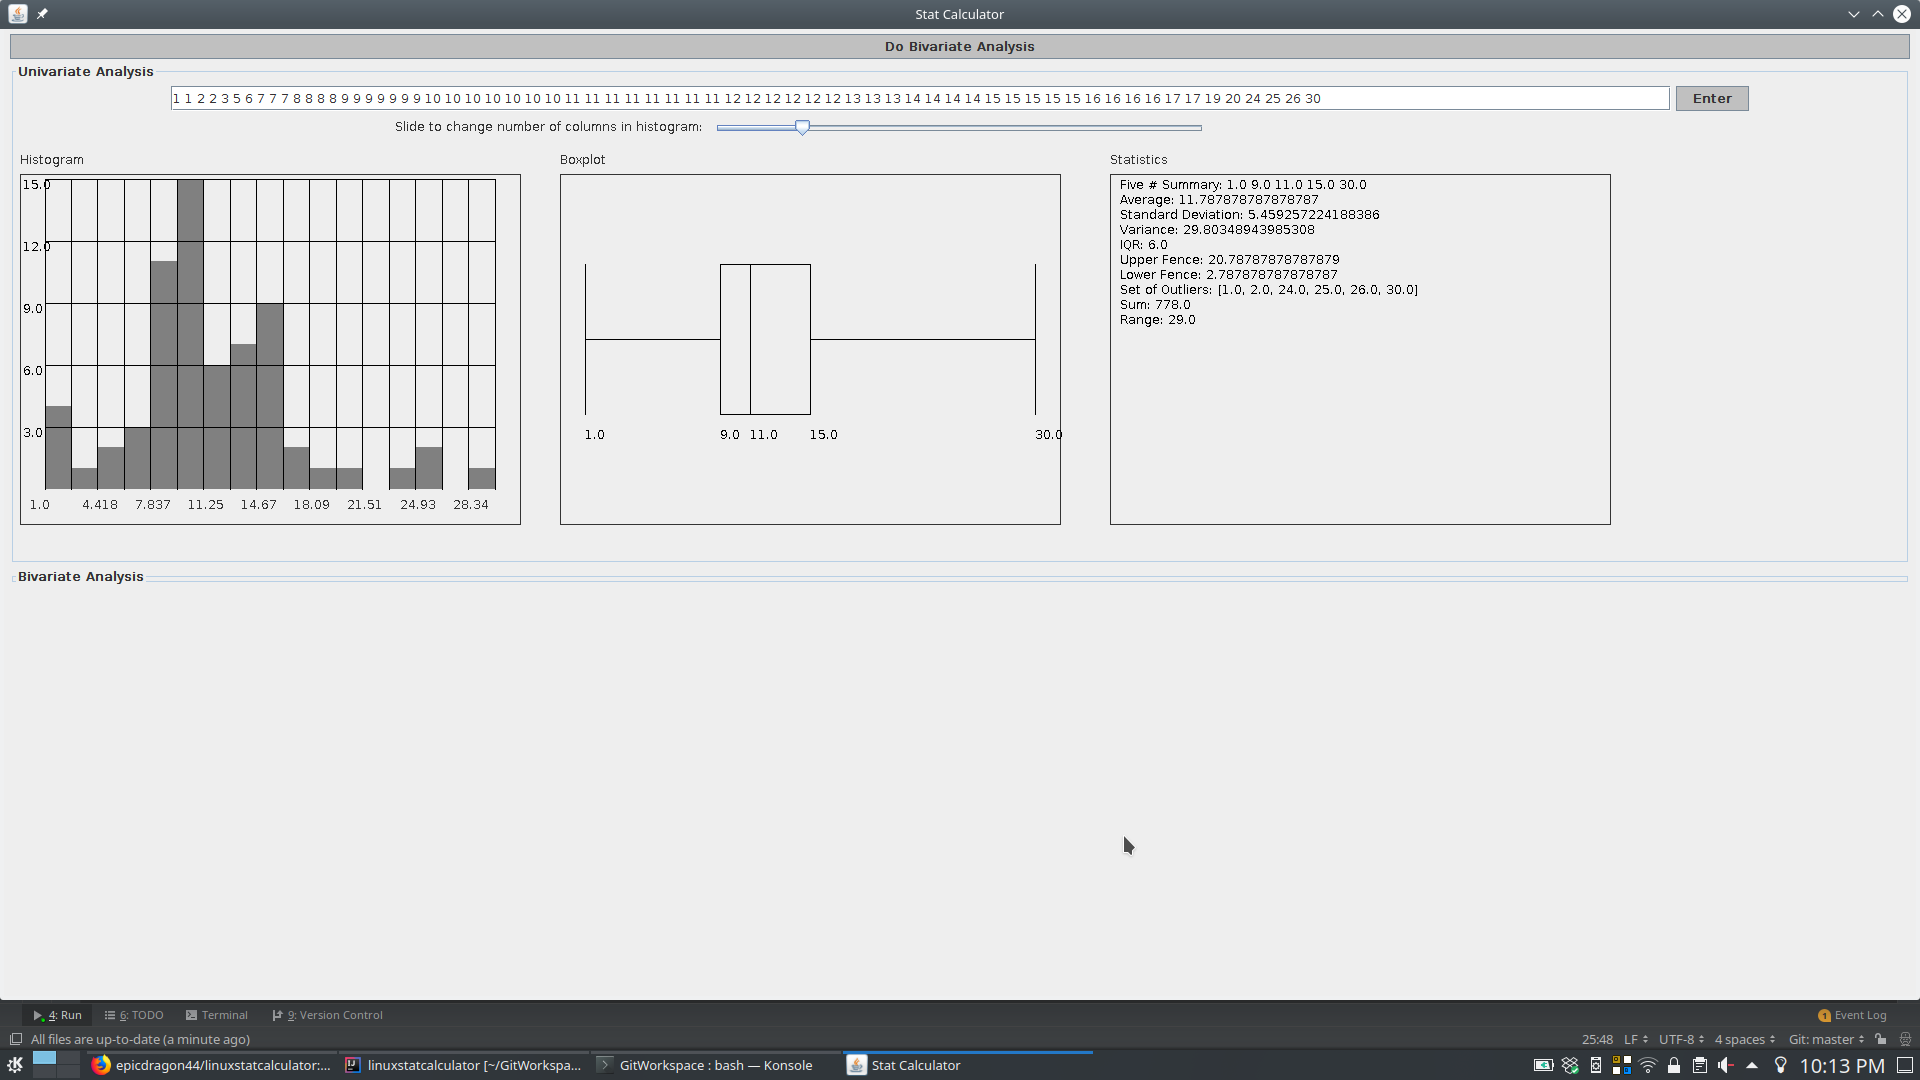 Stat Calculator
Do Bivariate Analysis
Univariate Analysis
1 1 2 2 3 5 6 7 7 7 8 8 8 8 9 9 9 9 9 9 9 10 10 10 10 10 10 10 11 11 11 11 11 11 11 11 12 12 12 12 12 12 13 13 13 14 14 14 14 15 15 15 15 15 16 16 16 16 17 17 19 20 24 25 26 30
Enter
Slide to change number of columns in histogram:
Histogram
Boxplot
Statistics
15.0
12.0
9.0
6.0
3.0
1.0 4.418 7.837 11.25 14.67 18.09 21.51 24.93 28.34
1.0 9.0 11.0 15.0 30.0
Five # Summary: 1.0 9.0 11.0 15.0 30.0
Average: 11.787878787878787
Standard Deviation: 5.459257224188386
Variance: 29.80348943985308
IQR: 6.0
Upper Fence: 20.78787878787879
Lower Fence: 2.787878787878787
Set of Outliers: [1.0, 2.0, 24.0, 25.0, 26.0, 30.0]
Sum: 778.0
Range: 29.0
Bivariate Analysis
4: Run 6: TODO Terminal 9: Version Control 1 Event Log
All files are up-to-date (a minute ago) 25:48 LF UTF-8 4 spaces Git: master
epicdragon44/linuxstatcalculator:... linuxstatcalculator [~/GitWorkspa... GitWorkspace : bash — Konsole Stat Calculator 10:13 PM